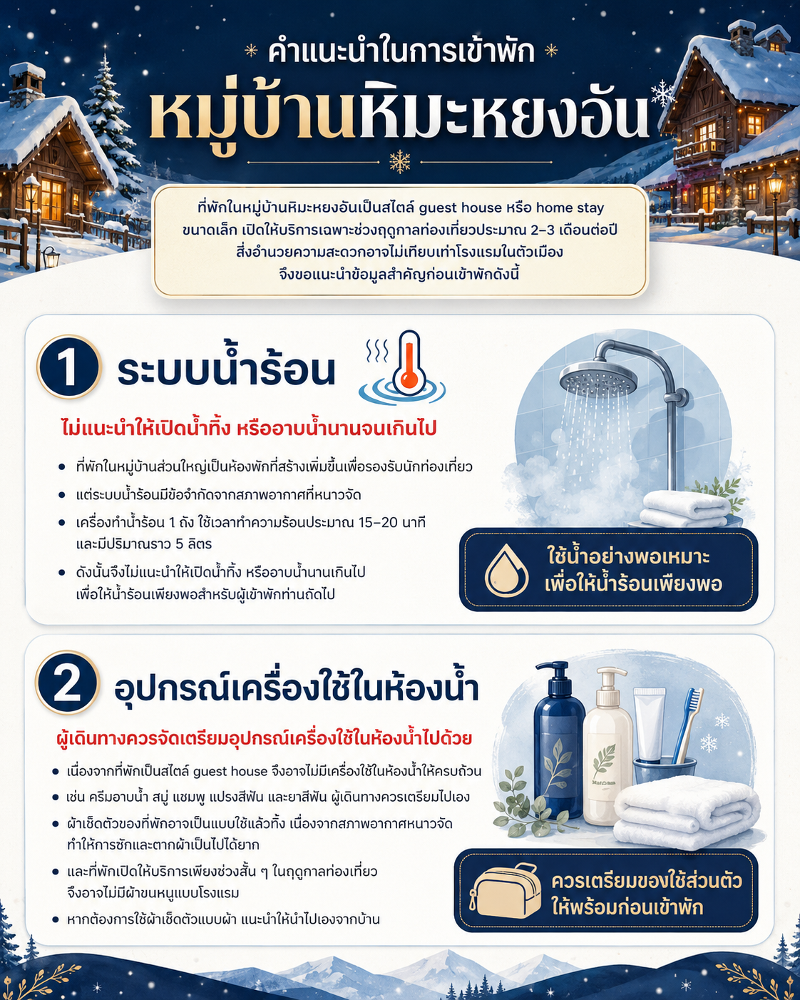 คำแนะนำในการเข้าพัก
หมู่บ้านหิมะหยงอัน
ที่พักในหมู่บ้านหิมะหยงอันเป็นสไตล์ guest house หรือ home stay
ขนาดเล็ก เปิดให้บริการเฉพาะช่วงฤดูกาลท่องเที่ยวประมาณ 2–3 เดือนต่อปี
สิ่งอำนวยความสะดวกอาจไม่เทียบเท่าโรงแรมในตัวเมือง
จึงขอแนะนำข้อมูลสำคัญก่อนเข้าพักดังนี้
1 ระบบน้ำร้อน
ไม่แนะนำให้เปิดน้ำทิ้ง หรืออาบน้ำนานจนเกินไป
• ที่พักในหมู่บ้านส่วนใหญ่เป็นห้องพักที่สร้างเพิ่มขึ้นเพื่อรองรับนักท่องเที่ยว
• แต่ระบบน้ำร้อนมีข้อจำกัดจากสภาพอากาศที่หนาวจัด
• เครื่องทำน้ำร้อน 1 ถัง ใช้เวลาทำความร้อนประมาณ 15–20 นาที
และมีปริมาณราว 5 ลิตร
• ดังนั้นจึงไม่แนะนำให้เปิดน้ำทิ้ง หรืออาบน้ำนานเกินไป
เพื่อให้น้ำร้อนเพียงพอสำหรับผู้เข้าพักท่านถัดไป
ใช้น้ำอย่างพอเหมาะ
เพื่อให้น้ำร้อนเพียงพอ
2 อุปกรณ์เครื่องใช้ในห้องน้ำ
ผู้เดินทางควรจัดเตรียมอุปกรณ์เครื่องใช้ในห้องน้ำไปด้วย
• เนื่องจากที่พักเป็นสไตล์ guest house จึงอาจไม่มีเครื่องใช้ในห้องน้ำให้ครบถ้วน
• เช่น ครีมอาบน้ำ สบู่ แชมพู แปรงสีฟัน และยาสีฟัน ผู้เดินทางควรเตรียมไปเอง
• ผ้าเช็ดตัวของที่พักอาจเป็นแบบใช้แล้วทิ้ง เนื่องจากสภาพอากาศหนาวจัด
ทำให้การซักและตากผ้าเป็นไปได้ยาก
• และที่พักเปิดให้บริการเพียงช่วงสั้น ๆ ในฤดูกาลท่องเที่ยว
จึงอาจไม่มีผ้าขนหนูแบบโรงแรม
• หากต้องการใช้ผ้าเช็ดตัวแบบผ้า แนะนำให้นำไปเองจากบ้าน
ควรเตรียมของใช้ส่วนตัว
ให้พร้อมก่อนเข้าพัก